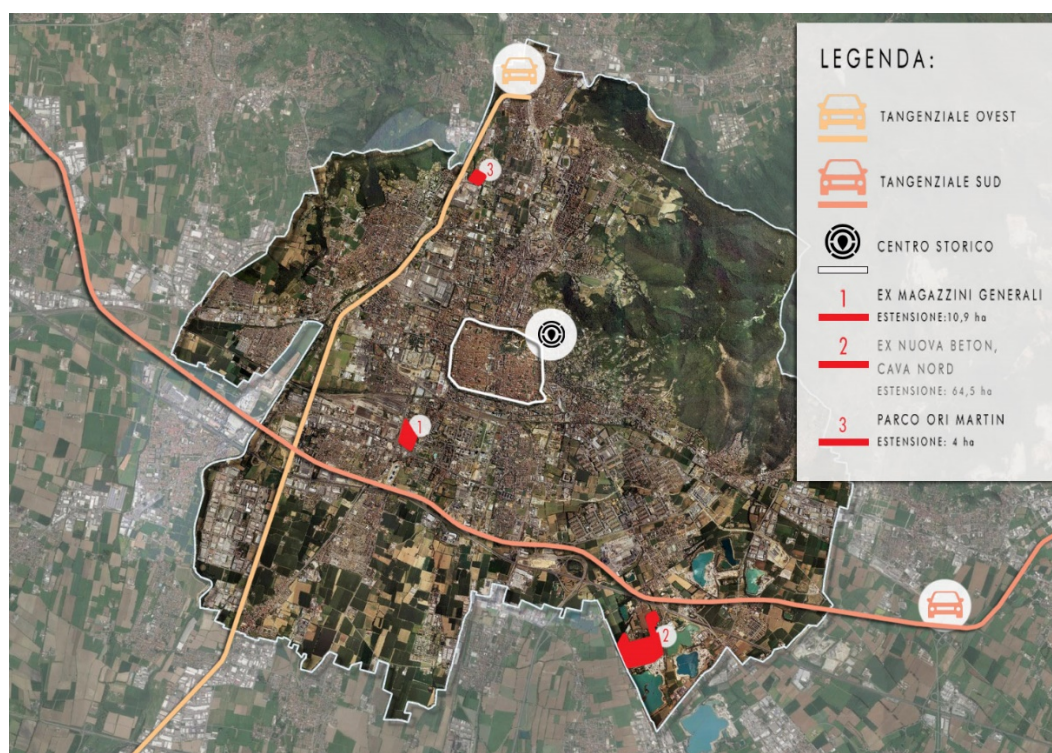 LEGENDA:
TANGENZIALE OVEST
TANGENZIALE SUD
CENTRO STORICO
1 EX MAGAZZINI GENERALI
ESTENSIONE:10,9 ha
2 EX NUOVA BETON,
CAVA NORD
ESTENSIONE: 64,5 ha
3 PARCO ORI MARTIN
ESTENSIONE: 4 ha
3
1
2